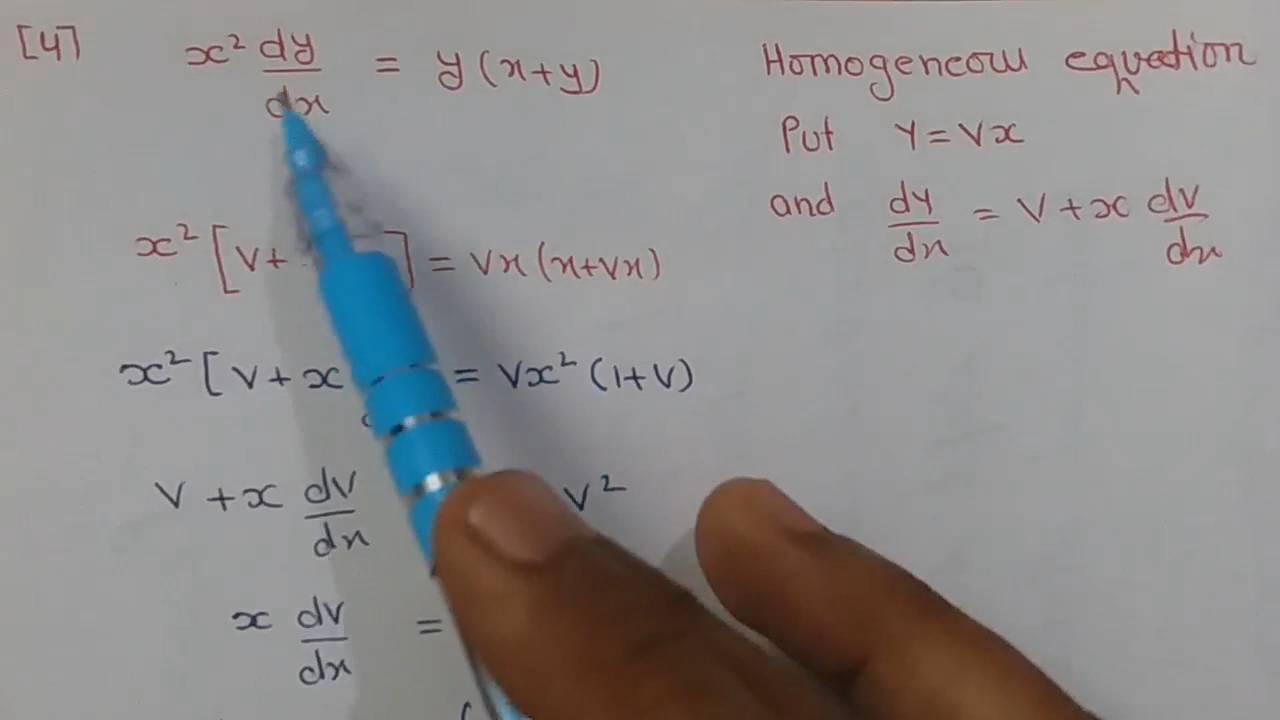 [4] x² dy/dx = y(x+y)
Homogeneous equation
Put y = vx
and dy/dx = v + x dv/dx
x² [v+ ] = vx(x+vx)
x² [v + x = vx² (1+v)
v + x dv/dx v²
x dv/dx =